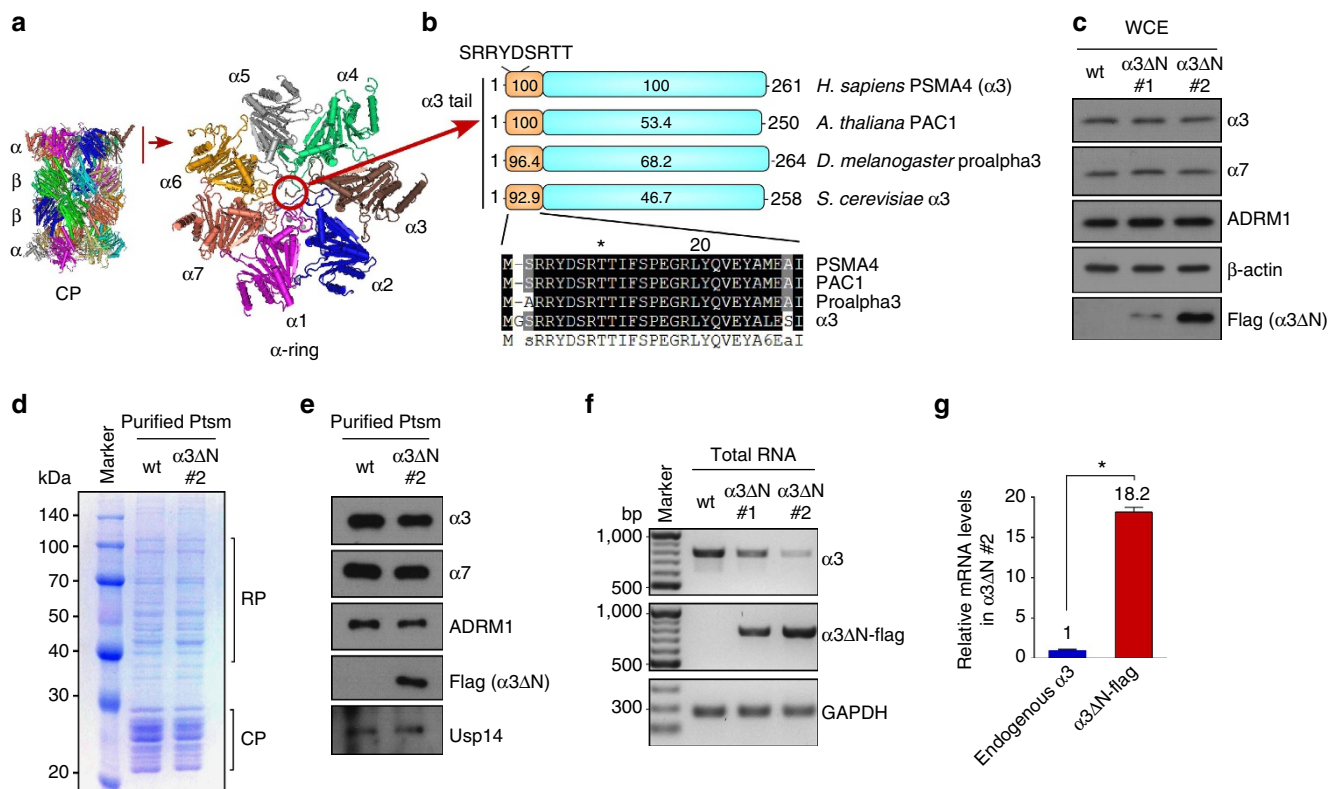 a
α
β
β
α
CP
α5
α4
α6
α3
α7
α2
α1
α-ring
b
SRRYDSRTT
α3 tail
1 100 100 261 H. sapiens PSMA4 (α3)
1 100 53.4 250 A. thaliana PAC1
1 96.4 68.2 264 D. melanogaster proalpha3
1 92.9 46.7 258 S. cerevisiae α3
* 20
M-SRRYDSRTTIFSPEGRLYQVEYAMEAI PSMA4
M-SRRYDSRTTIFSPEGRLYQVEYAMEAI PAC1
M-ARRYDSRTTIFSPEGRLYQVEYAMEAI Proalpha3
MGSRRYDSRTTIFSPEGRLYQVEYALESI α3
M sRRYDSRTTIFSPEGRLYQVEYA6EaI
c
WCE
wt α3ΔN #1 α3ΔN #2
α3
α7
ADRM1
β-actin
Flag (α3ΔN)
d
Purified Ptsm
Marker wt α3ΔN #2
kDa
140
100
70
50
40
30
20
RP
CP
e
Purified Ptsm
wt α3ΔN #2
α3
α7
ADRM1
Flag (α3ΔN)
Usp14
f
Total RNA
Marker wt α3ΔN #1 α3ΔN #2
bp
1,000
500
α3
1,000
500
α3ΔN-flag
300
GAPDH
g
Relative mRNA levels
in α3ΔN #2
20
15
10
5
0
*
1
18.2
Endogenous α3
α3ΔN-flag